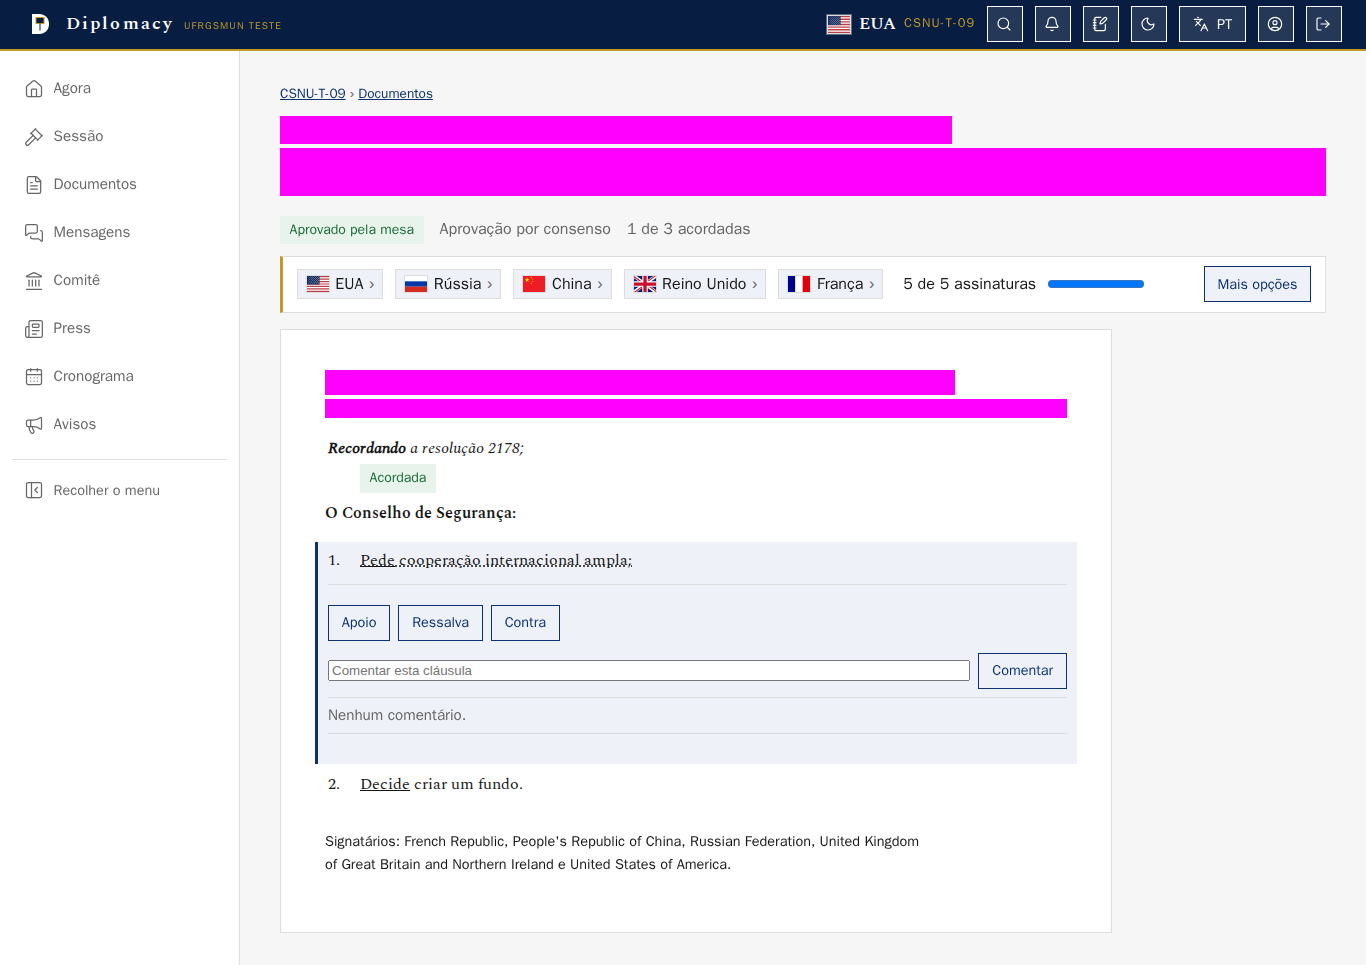 Diplomacy UFRGSMUN TESTE
EUA CSNU-T-09 PT
Agora
Sessão
Documentos
Mensagens
Comitê
Press
Cronograma
Avisos
Recolher o menu
CSNU-T-09 › Documentos
Aprovado pela mesa Aprovação por consenso 1 de 3 acordadas
EUA › Rússia › China › Reino Unido › França › 5 de 5 assinaturas Mais opções
Recordando a resolução 2178;
Acordada
O Conselho de Segurança:
1. Pede cooperação internacional ampla;
Apoio Ressalva Contra
Comentar esta cláusula Comentar
Nenhum comentário.
2. Decide criar um fundo.
Signatários: French Republic, People's Republic of China, Russian Federation, United Kingdom
of Great Britain and Northern Ireland e United States of America.